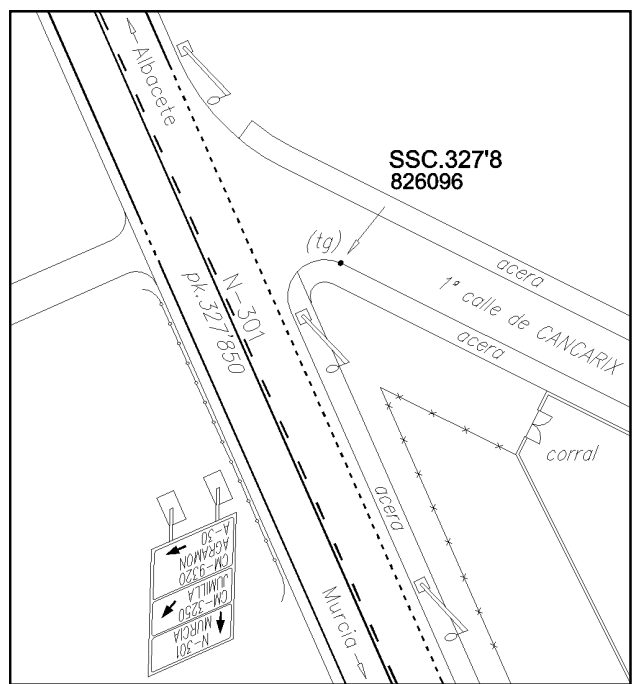 Albacete
SSC.327'8
826096
(tg)
acera
1ª calle de CANCARIX
N-301
pk.327'850
acera
corral
acera
A-30
AGRAMON
CM-9320
JUMILLA
CM-3250
MURCIA
N-301
Murcia